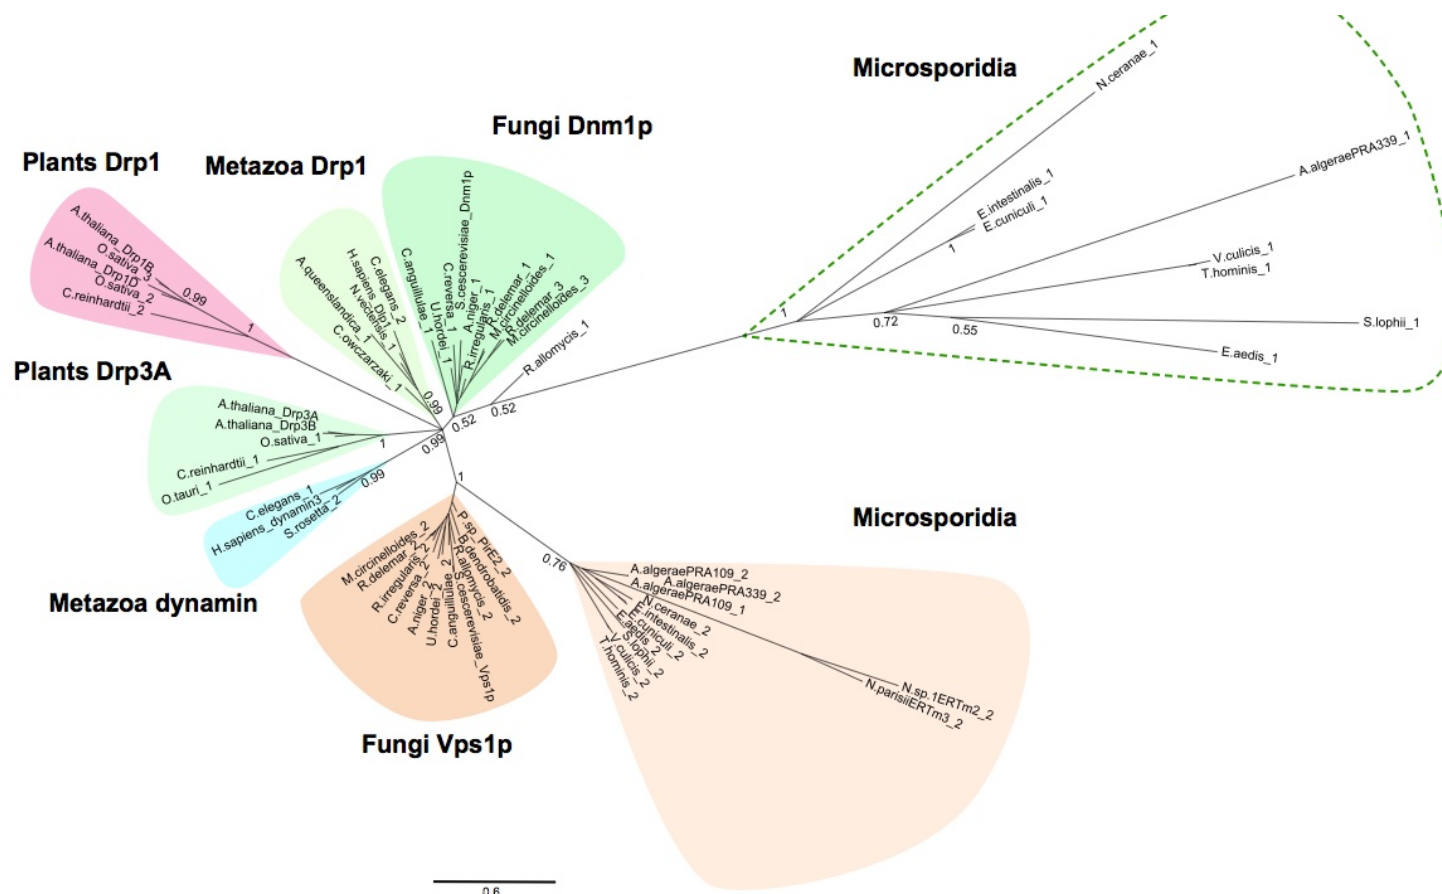 Microsporidia
N.ceranae_1
A.algeraePRA339_1
E.intestinalis_1
E.cuniculi_1
1
V.culicis_1
T.hominis_1
1
0.72
0.55
S.lophii_1
E.aedis_1
Fungi Dnm1p
C.anguillulae_1
U.hordei_1
C.reversa_1
S.cescerevisiae_Dnm1p
A.niger_1
R.irregularis_1
R.delemar_1
M.circinelloides_1
R.delemar_3
M.circinelloides_3
R.allomycis_1
0.52
0.52
Metazoa Drp1
A.queenslandica_1
H.sapiens_Drp1
C.elegans_2
N.vectensis_1
C.owczarzaki_1
0.99
Plants Drp1
A.thaliana_Drp1B
O.sativa_3
A.thaliana_Drp1D
O.sativa_2
C.reinhardtii_2
0.99
1
Plants Drp3A
A.thaliana_Drp3A
A.thaliana_Drp3B
O.sativa_1
C.reinhardtii_1
O.tauri_1
1
0.99
C.elegans_1
H.sapiens_dynamin3
S.rosetta_2
0.99
Metazoa dynamin
1
M.circinelloides_2
R.delemar_2
R.irregularis_2
C.reversa_2
A.niger_2
U.hordei_2
C.anguillulae_2
S.cescerevisiae_Vps1p
R.allomycis_2
B.dendrobatidis_2
P.sp_PirE2_2
Fungi Vps1p
Microsporidia
0.76
A.algeraePRA109_2
A.algeraePRA339_2
A.algeraePRA109_1
N.ceranae_2
E.intestinalis_2
E.cuniculi_2
E.aedis_2
S.lophii_2
V.culicis_2
T.hominis_2
N.sp.1ERTm2_2
N.parisiiERTm3_2
0.6